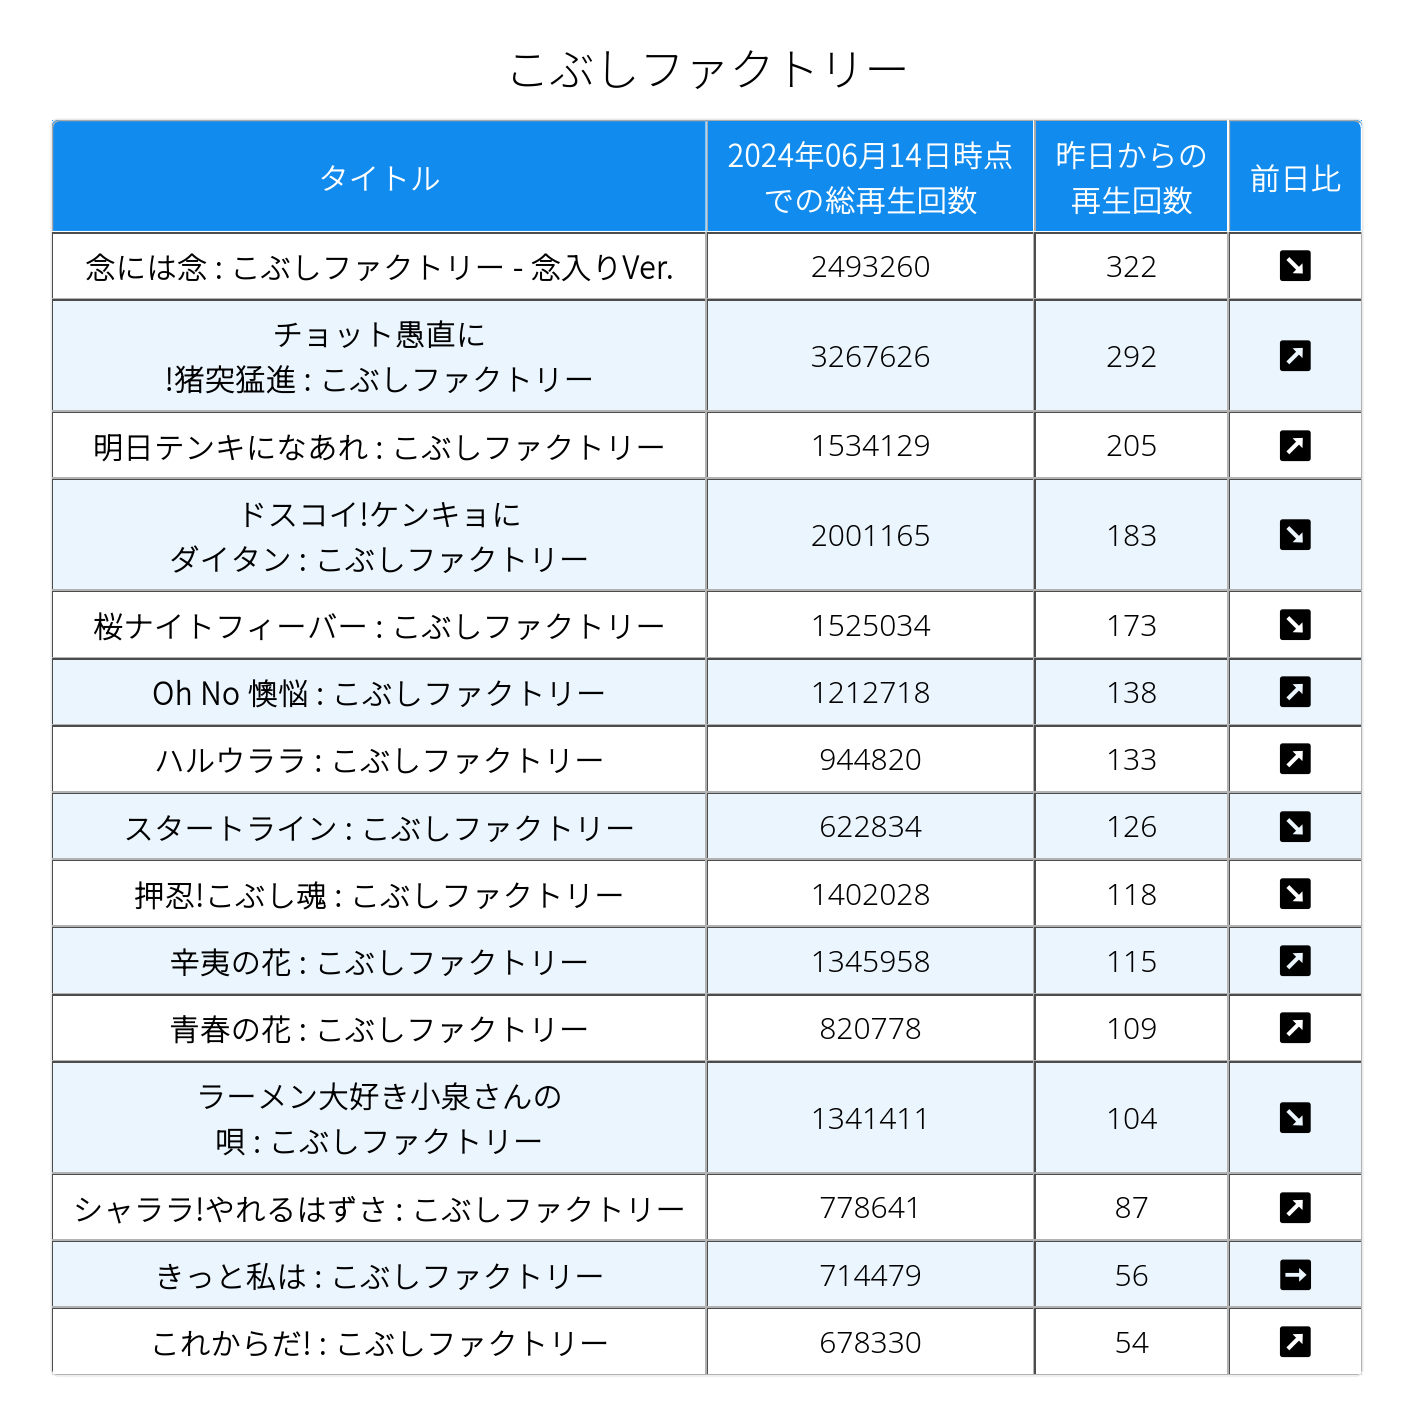 こぶしファクトリー
タイトル
2024年06月14日時点
での総再生回数
昨日からの
再生回数
前日比
念には念 : こぶしファクトリー - 念入りVer.
2493260
322
↘
チョット愚直に
!猪突猛進 : こぶしファクトリー
3267626
292
↗
明日テンキになあれ : こぶしファクトリー
1534129
205
↗
ドスコイ!ケンキョに
ダイタン : こぶしファクトリー
2001165
183
↘
桜ナイトフィーバー : こぶしファクトリー
1525034
173
↘
Oh No 懊悩 : こぶしファクトリー
1212718
138
↗
ハルウララ : こぶしファクトリー
944820
133
↗
スタートライン : こぶしファクトリー
622834
126
↘
押忍!こぶし魂 : こぶしファクトリー
1402028
118
↘
辛夷の花 : こぶしファクトリー
1345958
115
↗
青春の花 : こぶしファクトリー
820778
109
↗
ラーメン大好き小泉さんの
唄 : こぶしファクトリー
1341411
104
↘
シャララ!やれるはずさ : こぶしファクトリー
778641
87
↗
きっと私は : こぶしファクトリー
714479
56
→
これからだ! : こぶしファクトリー
678330
54
↗